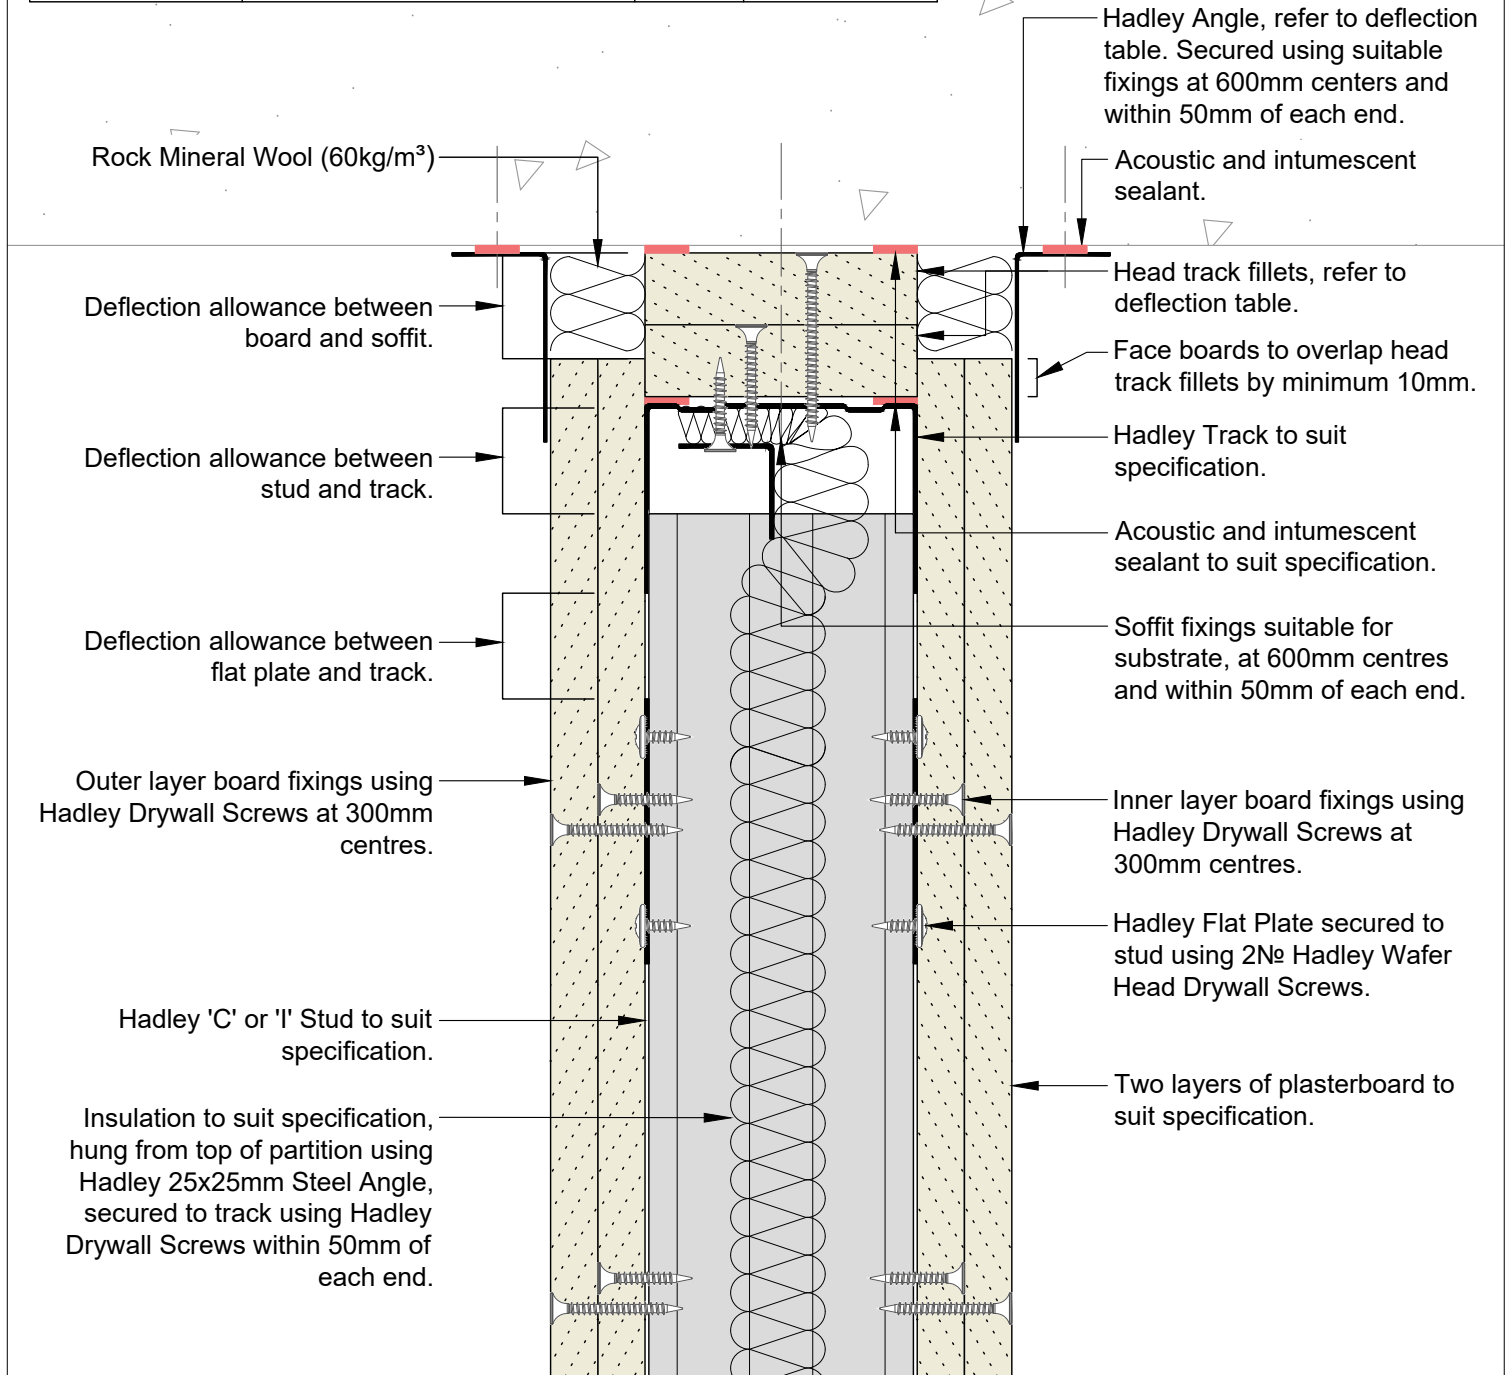 Hadley Angle, refer to deflection
table. Secured using suitable
fixings at 600mm centers and
within 50mm of each end.
Rock Mineral Wool (60kg/m³)
Acoustic and intumescent
sealant.
Deflection allowance between
board and soffit.
Head track fillets, refer to
deflection table.
Face boards to overlap head
track fillets by minimum 10mm.
Deflection allowance between
stud and track.
Hadley Track to suit
specification.
Acoustic and intumescent
sealant to suit specification.
Deflection allowance between
flat plate and track.
Soffit fixings suitable for
substrate, at 600mm centres
and within 50mm of each end.
Outer layer board fixings using
Hadley Drywall Screws at 300mm
centres.
Inner layer board fixings using
Hadley Drywall Screws at
300mm centres.
Hadley Flat Plate secured to
stud using 2№ Hadley Wafer
Head Drywall Screws.
Hadley 'C' or 'I' Stud to suit
specification.
Two layers of plasterboard to
suit specification.
Insulation to suit specification,
hung from top of partition using
Hadley 25x25mm Steel Angle,
secured to track using Hadley
Drywall Screws within 50mm of
each end.